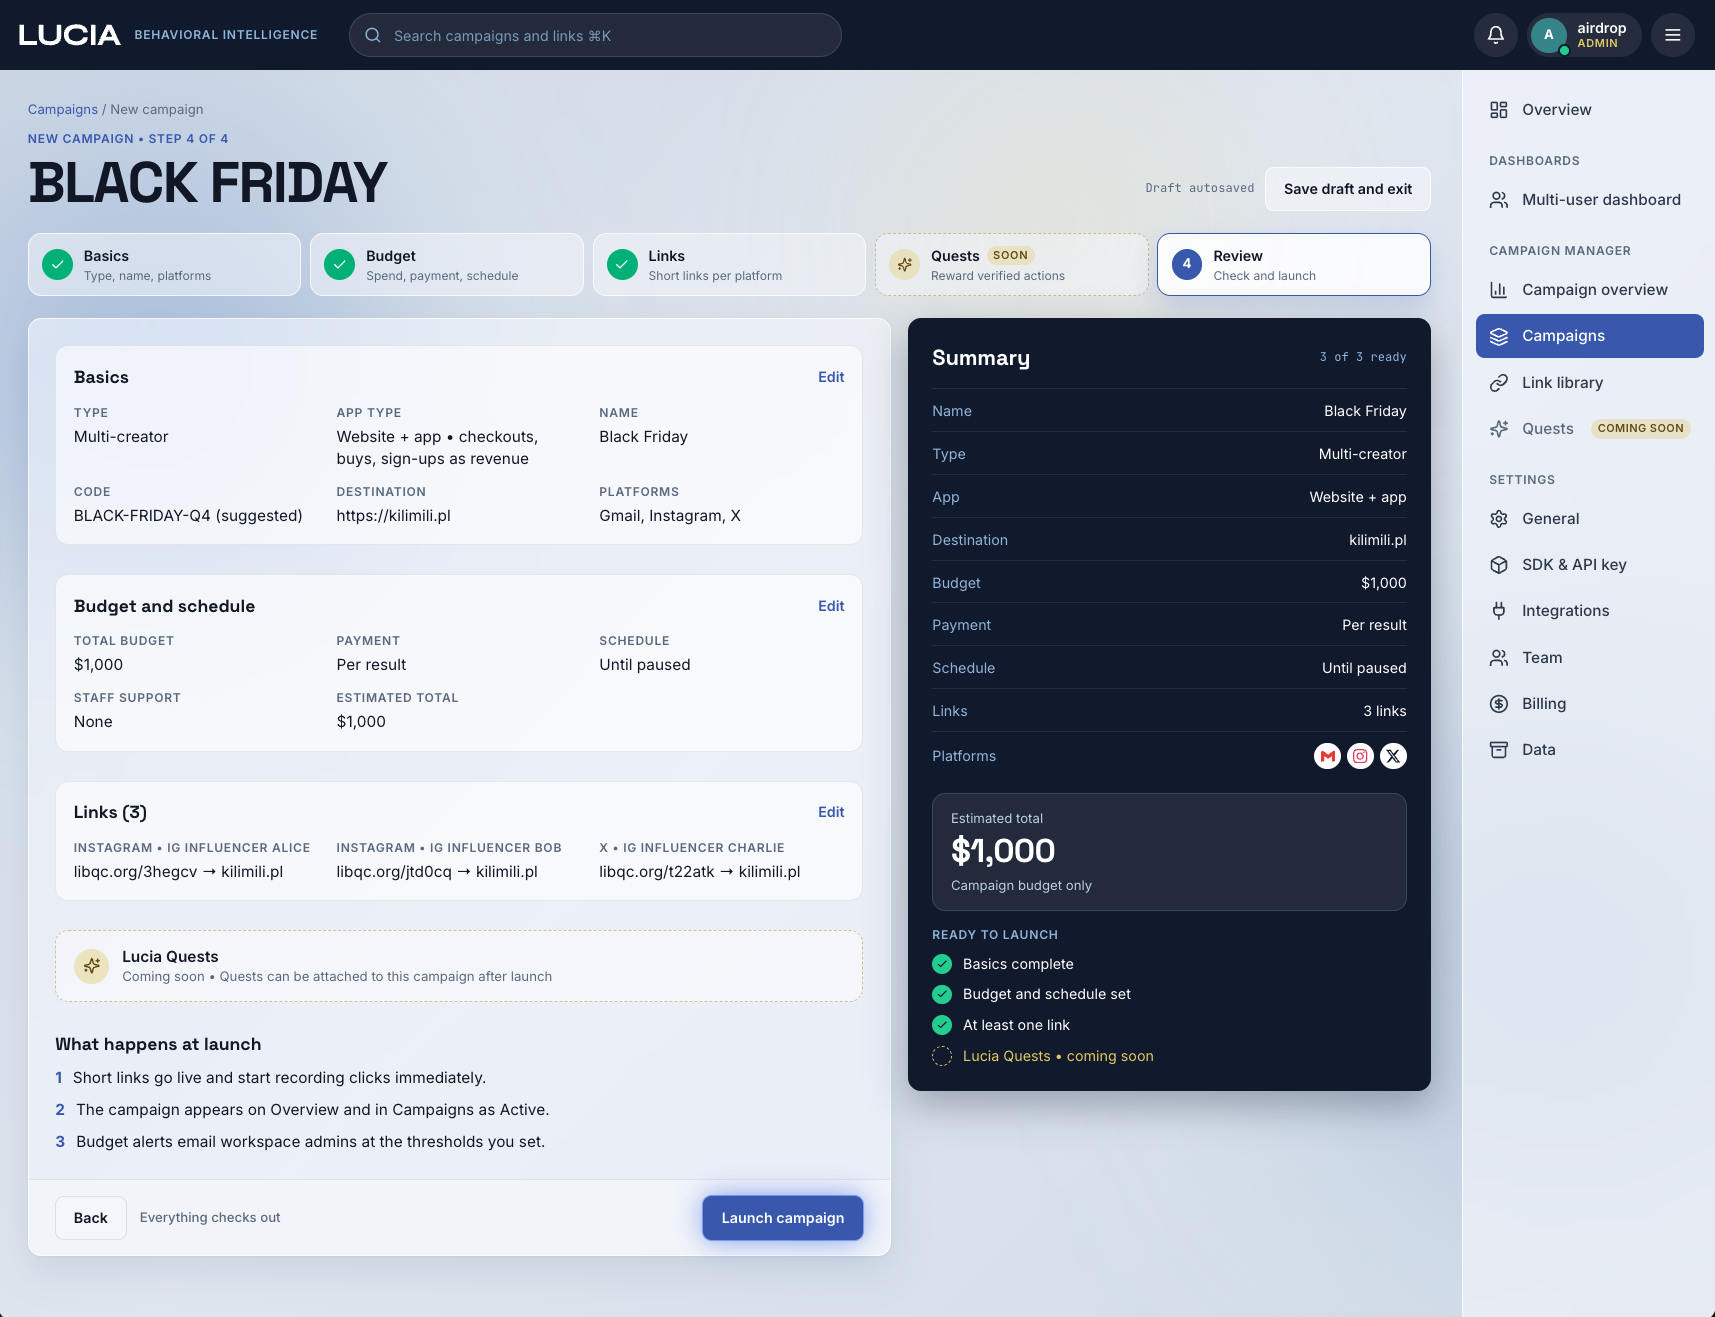 LUCIA
BEHAVIORAL INTELLIGENCE
Search campaigns and links ⌘K
A
airdrop
ADMIN
Campaigns / New campaign
NEW CAMPAIGN • STEP 4 OF 4
BLACK FRIDAY
Draft autosaved
Save draft and exit
Basics
Type, name, platforms
Budget
Spend, payment, schedule
Links
Short links per platform
Quests SOON
Reward verified actions
4
Review
Check and launch
Basics
Edit
TYPE
Multi-creator
APP TYPE
Website + app • checkouts,
buys, sign-ups as revenue
NAME
Black Friday
CODE
BLACK-FRIDAY-Q4 (suggested)
DESTINATION
https://kilimili.pl
PLATFORMS
Gmail, Instagram, X
Budget and schedule
Edit
TOTAL BUDGET
$1,000
PAYMENT
Per result
SCHEDULE
Until paused
STAFF SUPPORT
None
ESTIMATED TOTAL
$1,000
Links (3)
Edit
INSTAGRAM • IG INFLUENCER ALICE
libqc.org/3hegcv → kilimili.pl
INSTAGRAM • IG INFLUENCER BOB
libqc.org/jtd0cq → kilimili.pl
X • IG INFLUENCER CHARLIE
libqc.org/t22atk → kilimili.pl
Lucia Quests
Coming soon • Quests can be attached to this campaign after launch
What happens at launch
1 Short links go live and start recording clicks immediately.
2 The campaign appears on Overview and in Campaigns as Active.
3 Budget alerts email workspace admins at the thresholds you set.
Back
Everything checks out
Launch campaign
Summary
3 of 3 ready
Name Black Friday
Type Multi-creator
App Website + app
Destination kilimili.pl
Budget $1,000
Payment Per result
Schedule Until paused
Links 3 links
Platforms
Estimated total
$1,000
Campaign budget only
READY TO LAUNCH
Basics complete
Budget and schedule set
At least one link
Lucia Quests • coming soon
Overview
DASHBOARDS
Multi-user dashboard
CAMPAIGN MANAGER
Campaign overview
Campaigns
Link library
Quests COMING SOON
SETTINGS
General
SDK & API key
Integrations
Team
Billing
Data